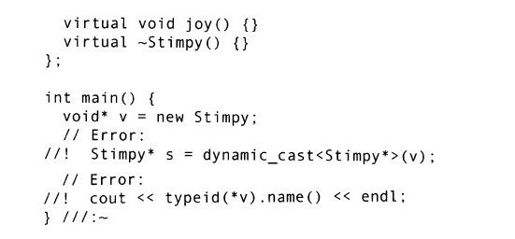 virtual void joy() {}
virtual ~Stimpy() {}
};
int main() {
void* v = new Stimpy;
// Error:
//! Stimpy* s = dynamic_cast<Stimpy*>(v);
// Error:
//! cout << typeid(*v).name() << endl;
} ///:~